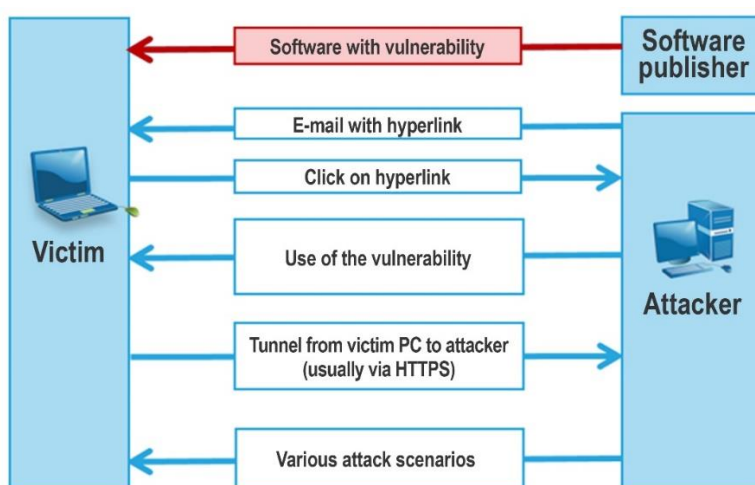 Software with vulnerability
Software
publisher
E-mail with hyperlink
Click on hyperlink
Victim
Use of the vulnerability
Attacker
Tunnel from victim PC to attacker
(usually via HTTPS)
Various attack scenarios